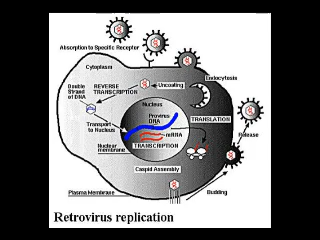 Absorption to Specific Receptor
Cytoplasm
Endocytosis
Double
Strand
of DNA
REVERSE
TRANSCRIPTION
Uncoating
Nucleus
Provirus
DNA
TRANSLATION
Transport
to Nucleus
mRNA
Release
Nuclear
membrane
TRANSCRIPTION
Caspid Assembly
Plasma Membrane
Budding
Retrovirus replication